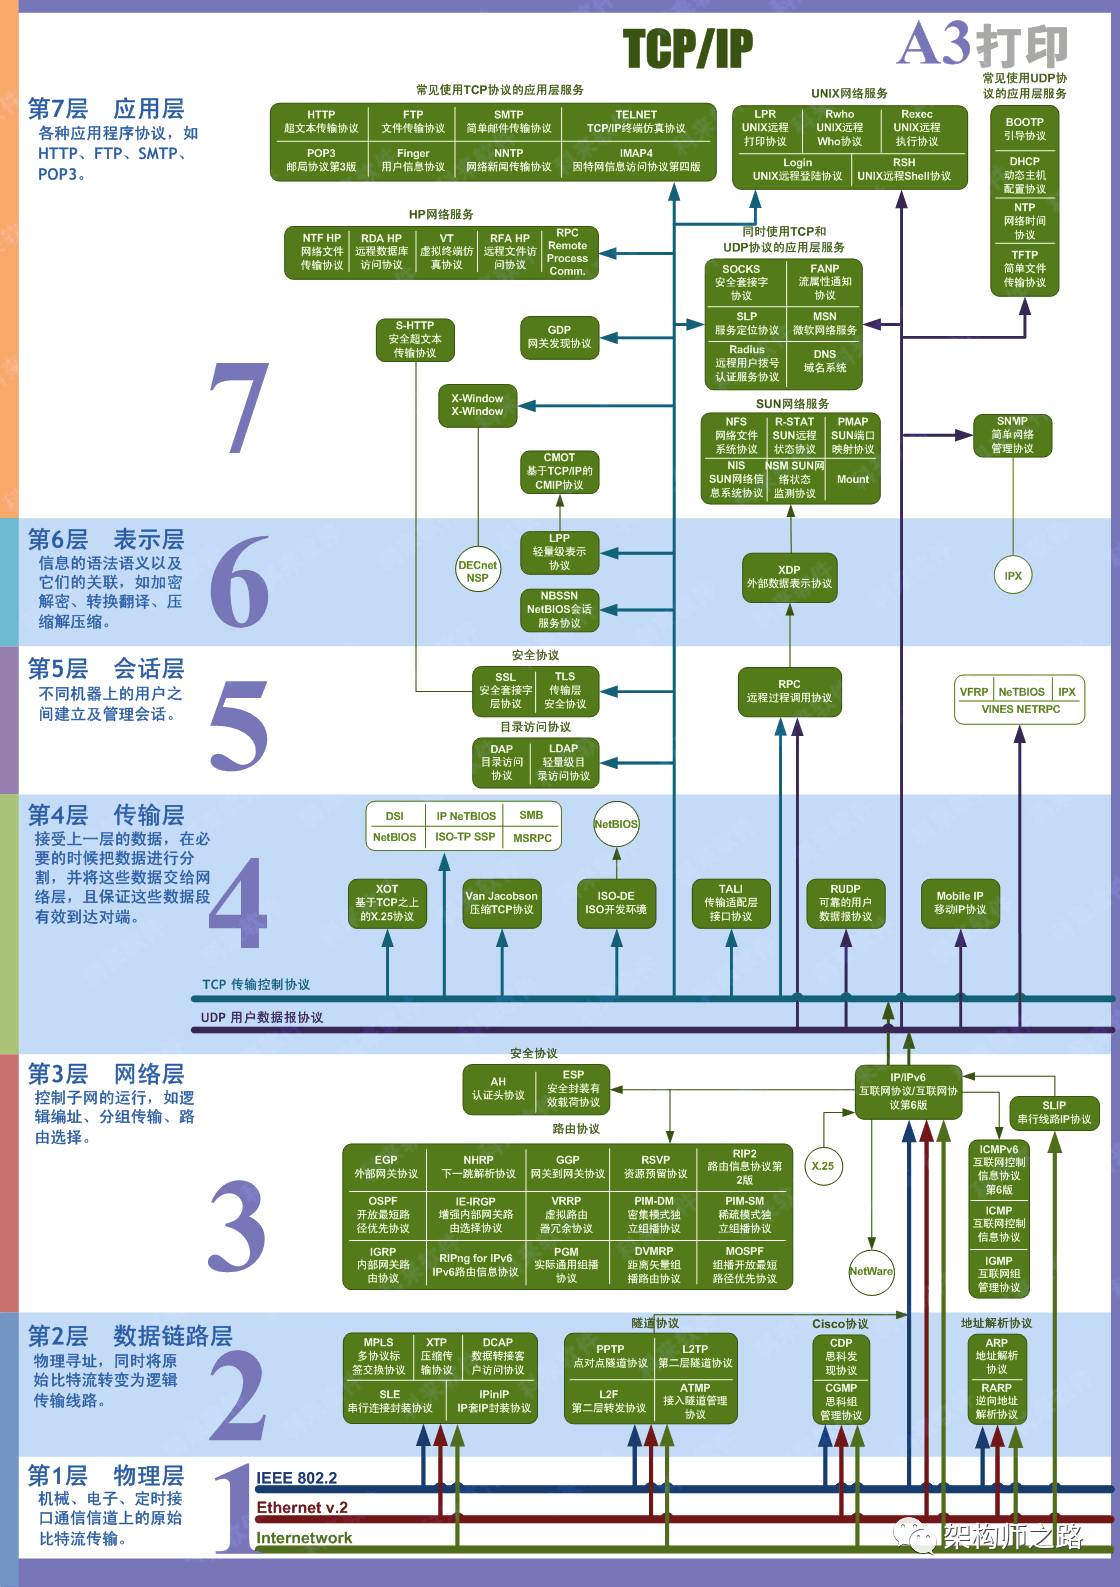 TCP/IP
A3打印
第7层 应用层
各种应用程序协议，如
HTTP、FTP、SMTP、
POP3。
常见使用TCP协议的应用层服务
HTTP
超文本传输协议
FTP
文件传输协议
SMTP
简单邮件传输协议
TELNET
TCP/IP终端仿真协议
POP3
邮局协议第3版
Finger
用户信息协议
NNTP
网络新闻传输协议
IMAP4
因特网信息访问协议第四版
UNIX网络服务
LPR
UNIX远程
打印协议
Rwho
UNIX远程
Who协议
Rexec
UNIX远程
执行协议
Login
UNIX远程登陆协议
RSH
UNIX远程Shell协议
常见使用UDP协
议的应用层服务
BOOTP
引导协议
DHCP
动态主机
配置协议
NTP
网络时间
协议
TFTP
简单文件
传输协议
HP网络服务
NTF HP
网络文件
传输协议
RDA HP
远程数据库
访问协议
VT
虚拟终端仿
真协议
RFA HP
远程文件访
问协议
RPC
Remote
Process
Comm.
同时使用TCP和
UDP协议的应用层服务
SOCKS
安全套接字
协议
FANP
流属性通知
协议
SLP
服务定位协议
MSN
微软网络服务
Radius
远程用户拨号
认证服务协议
DNS
域名系统
S-HTTP
安全超文本
传输协议
GDP
网关发现协议
X-Window
X-Window
7
SUN网络服务
NFS
网络文件
系统协议
R-STAT
SUN远程
状态协议
PMAP
SUN端口
映射协议
NIS
SUN网络信
息系统协议
NSM SUN网
络状态
监测协议
Mount
SNMP
简单网络
管理协议
CMOT
基于TCP/IP的
CMIP协议
第6层 表示层
信息的语法语义以及
它们的关联，如加密
解密、转换翻译、压
缩解压缩。
6
DECnet
NSP
LPP
轻量级表示
协议
NBSSN
NetBIOS会话
服务协议
XDP
外部数据表示协议
IPX
第5层 会话层
不同机器上的用户之
间建立及管理会话。
5
安全协议
SSL
安全套接字
层协议
TLS
传输层
安全协议
目录访问协议
DAP
目录访问
协议
LDAP
轻量级目
录访问协议
RPC
远程过程调用协议
VFRP
NeTBIOS
IPX
VINES NETRPC
第4层 传输层
接受上一层的数据，在必
要的时候把数据进行分
割，并将这些数据交给网
络层，且保证这些数据段
有效到达对端。
4
DSI
IP NeTBIOS
SMB
NetBIOS
ISO-TP SSP
MSRPC
NetBIOS
XOT
基于TCP之上
的X.25协议
Van Jacobson
压缩TCP协议
ISO-DE
ISO开发环境
TALI
传输适配层
接口协议
RUDP
可靠的用户
数据报协议
Mobile IP
移动IP协议
TCP 传输控制协议
UDP 用户数据报协议
第3层 网络层
控制子网的运行，如逻
辑编址、分组传输、路
由选择。
3
安全协议
AH
认证头协议
ESP
安全封装有
效载荷协议
IP/IPv6
互联网协议/互联网协
议第6版
SLIP
串行线路IP协议
X.25
NetWare
ICMPv6
互联网控制
信息协议
第6版
ICMP
互联网控制
信息协议
IGMP
互联网组
管理协议
路由协议
EGP
外部网关协议
NHRP
下一跳解析协议
GGP
网关到网关协议
RSVP
资源预留协议
RIP2
路由信息协议第
2版
OSPF
开放最短路
径优先协议
IE-IRGP
增强内部网关路
由选择协议
VRRP
虚拟路由
器冗余协议
PIM-DM
密集模式独
立组播协议
PIM-SM
稀疏模式独
立组播协议
IGRP
内部网关路
由协议
RIPng for IPv6
IPv6路由信息协议
PGM
实际通用组播
协议
DVMRP
距离矢量组
播路由协议
MOSPF
组播开放最短
路径优先协议
第2层 数据链路层
物理寻址，同时将原
始比特流转变为逻辑
传输线路。
2
MPLS
多协议标
签交换协议
XTP
压缩传
输协议
DCAP
数据转接客
户访问协议
SLE
串行连接封装协议
IPinIP
IP套IP封装协议
隧道协议
PPTP
点对点隧道协议
L2TP
第二层隧道协议
L2F
第二层转发协议
ATMP
接入隧道管理
协议
Cisco协议
CDP
思科发
现协议
CGMP
思科组
管理协议
地址解析协议
ARP
地址解析
协议
RARP
逆向地址
解析协议
第1层 物理层
机械、电子、定时接
口通信信道上的原始
比特流传输。
1
IEEE 802.2
Ethernet v.2
Internetwork
架构师之路